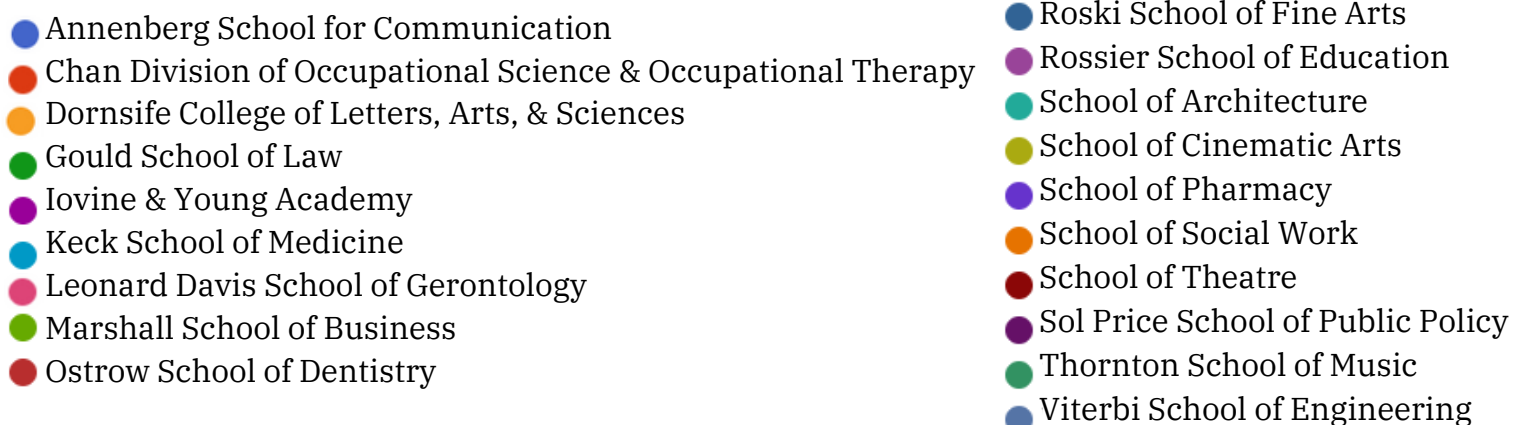 Annenberg School for Communication
Chan Division of Occupational Science & Occupational Therapy
Dornsife College of Letters, Arts, & Sciences
Gould School of Law
Iovine & Young Academy
Keck School of Medicine
Leonard Davis School of Gerontology
Marshall School of Business
Ostrow School of Dentistry
Roski School of Fine Arts
Rossier School of Education
School of Architecture
School of Cinematic Arts
School of Pharmacy
School of Social Work
School of Theatre
Sol Price School of Public Policy
Thornton School of Music
Viterbi School of Engineering